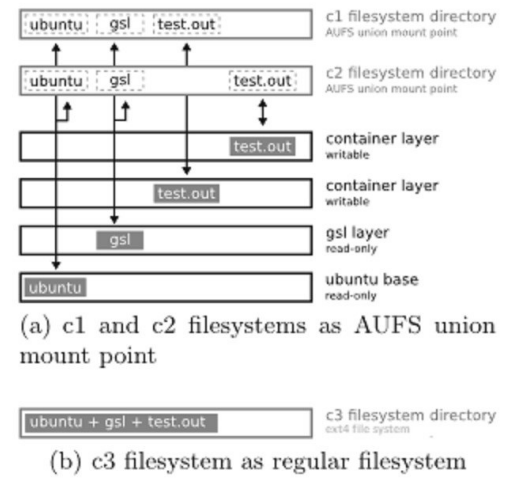 ubuntu gsl test.out c1 filesystem directory
AUFS union mount point
ubuntu gsl test.out c2 filesystem directory
AUFS union mount point
test.out container layer
writable
test.out container layer
writable
gsl gsl layer
read-only
ubuntu ubuntu base
read-only
(a) c1 and c2 filesystems as AUFS union
mount point
ubuntu + gsl + test.out c3 filesystem directory
ext4 file system
(b) c3 filesystem as regular filesystem